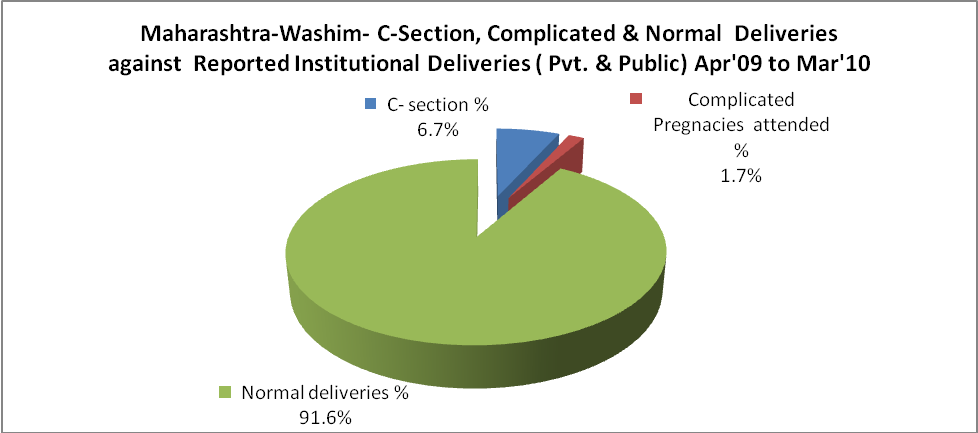 Maharashtra-Washim- C-Section, Complicated & Normal Deliveries
against Reported Institutional Deliveries ( Pvt. & Public) Apr'09 to Mar'10
C- section %
6.7%
Complicated
Pregnacies attended
%
1.7%
Normal deliveries %
91.6%